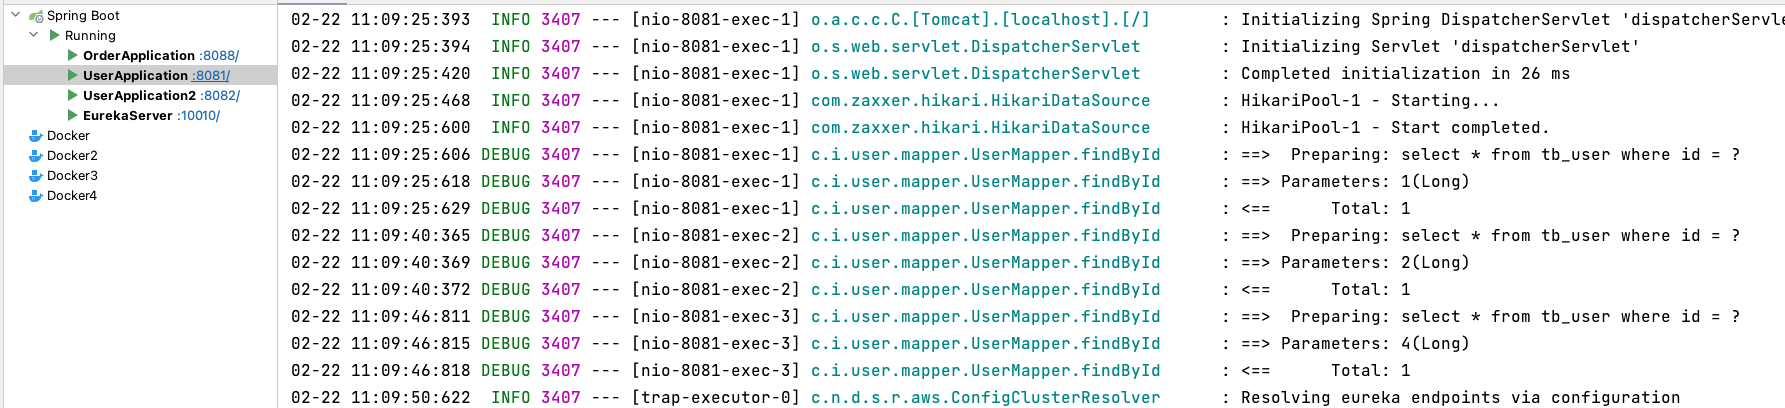 Spring Boot
Running
OrderApplication :8088/
UserApplication :8081/
UserApplication2 :8082/
EurekaServer :10010/
Docker
Docker2
Docker3
Docker4
02-22 11:09:25:393  INFO 3407 --- [nio-8081-exec-1] o.a.c.c.C.[Tomcat].[localhost].[/]       : Initializing Spring DispatcherServlet 'dispatcherServle
02-22 11:09:25:394  INFO 3407 --- [nio-8081-exec-1] o.s.web.servlet.DispatcherServlet        : Initializing Servlet 'dispatcherServlet'
02-22 11:09:25:420  INFO 3407 --- [nio-8081-exec-1] o.s.web.servlet.DispatcherServlet        : Completed initialization in 26 ms
02-22 11:09:25:468  INFO 3407 --- [nio-8081-exec-1] com.zaxxer.hikari.HikariDataSource       : HikariPool-1 - Starting...
02-22 11:09:25:600  INFO 3407 --- [nio-8081-exec-1] com.zaxxer.hikari.HikariDataSource       : HikariPool-1 - Start completed.
02-22 11:09:25:606 DEBUG 3407 --- [nio-8081-exec-1] c.i.user.mapper.UserMapper.findById      : ==>  Preparing: select * from tb_user where id = ?
02-22 11:09:25:618 DEBUG 3407 --- [nio-8081-exec-1] c.i.user.mapper.UserMapper.findById      : ==> Parameters: 1(Long)
02-22 11:09:25:629 DEBUG 3407 --- [nio-8081-exec-1] c.i.user.mapper.UserMapper.findById      : <==      Total: 1
02-22 11:09:40:365 DEBUG 3407 --- [nio-8081-exec-2] c.i.user.mapper.UserMapper.findById      : ==>  Preparing: select * from tb_user where id = ?
02-22 11:09:40:369 DEBUG 3407 --- [nio-8081-exec-2] c.i.user.mapper.UserMapper.findById      : ==> Parameters: 2(Long)
02-22 11:09:40:372 DEBUG 3407 --- [nio-8081-exec-2] c.i.user.mapper.UserMapper.findById      : <==      Total: 1
02-22 11:09:46:811 DEBUG 3407 --- [nio-8081-exec-3] c.i.user.mapper.UserMapper.findById      : ==>  Preparing: select * from tb_user where id = ?
02-22 11:09:46:815 DEBUG 3407 --- [nio-8081-exec-3] c.i.user.mapper.UserMapper.findById      : ==> Parameters: 4(Long)
02-22 11:09:46:818 DEBUG 3407 --- [nio-8081-exec-3] c.i.user.mapper.UserMapper.findById      : <==      Total: 1
02-22 11:09:50:622  INFO 3407 --- [trap-executor-0] c.n.d.s.r.aws.ConfigClusterResolver      : Resolving eureka endpoints via configuration